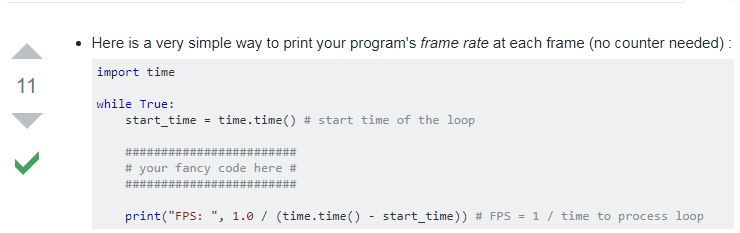 Here is a very simple way to print your program's frame rate at each frame (no counter needed) :
11
import time
while True:
    start_time = time.time() # start time of the loop
    ########################
    # your fancy code here #
    ########################
    print("FPS: ", 1.0 / (time.time() - start_time)) # FPS = 1 / time to process loop